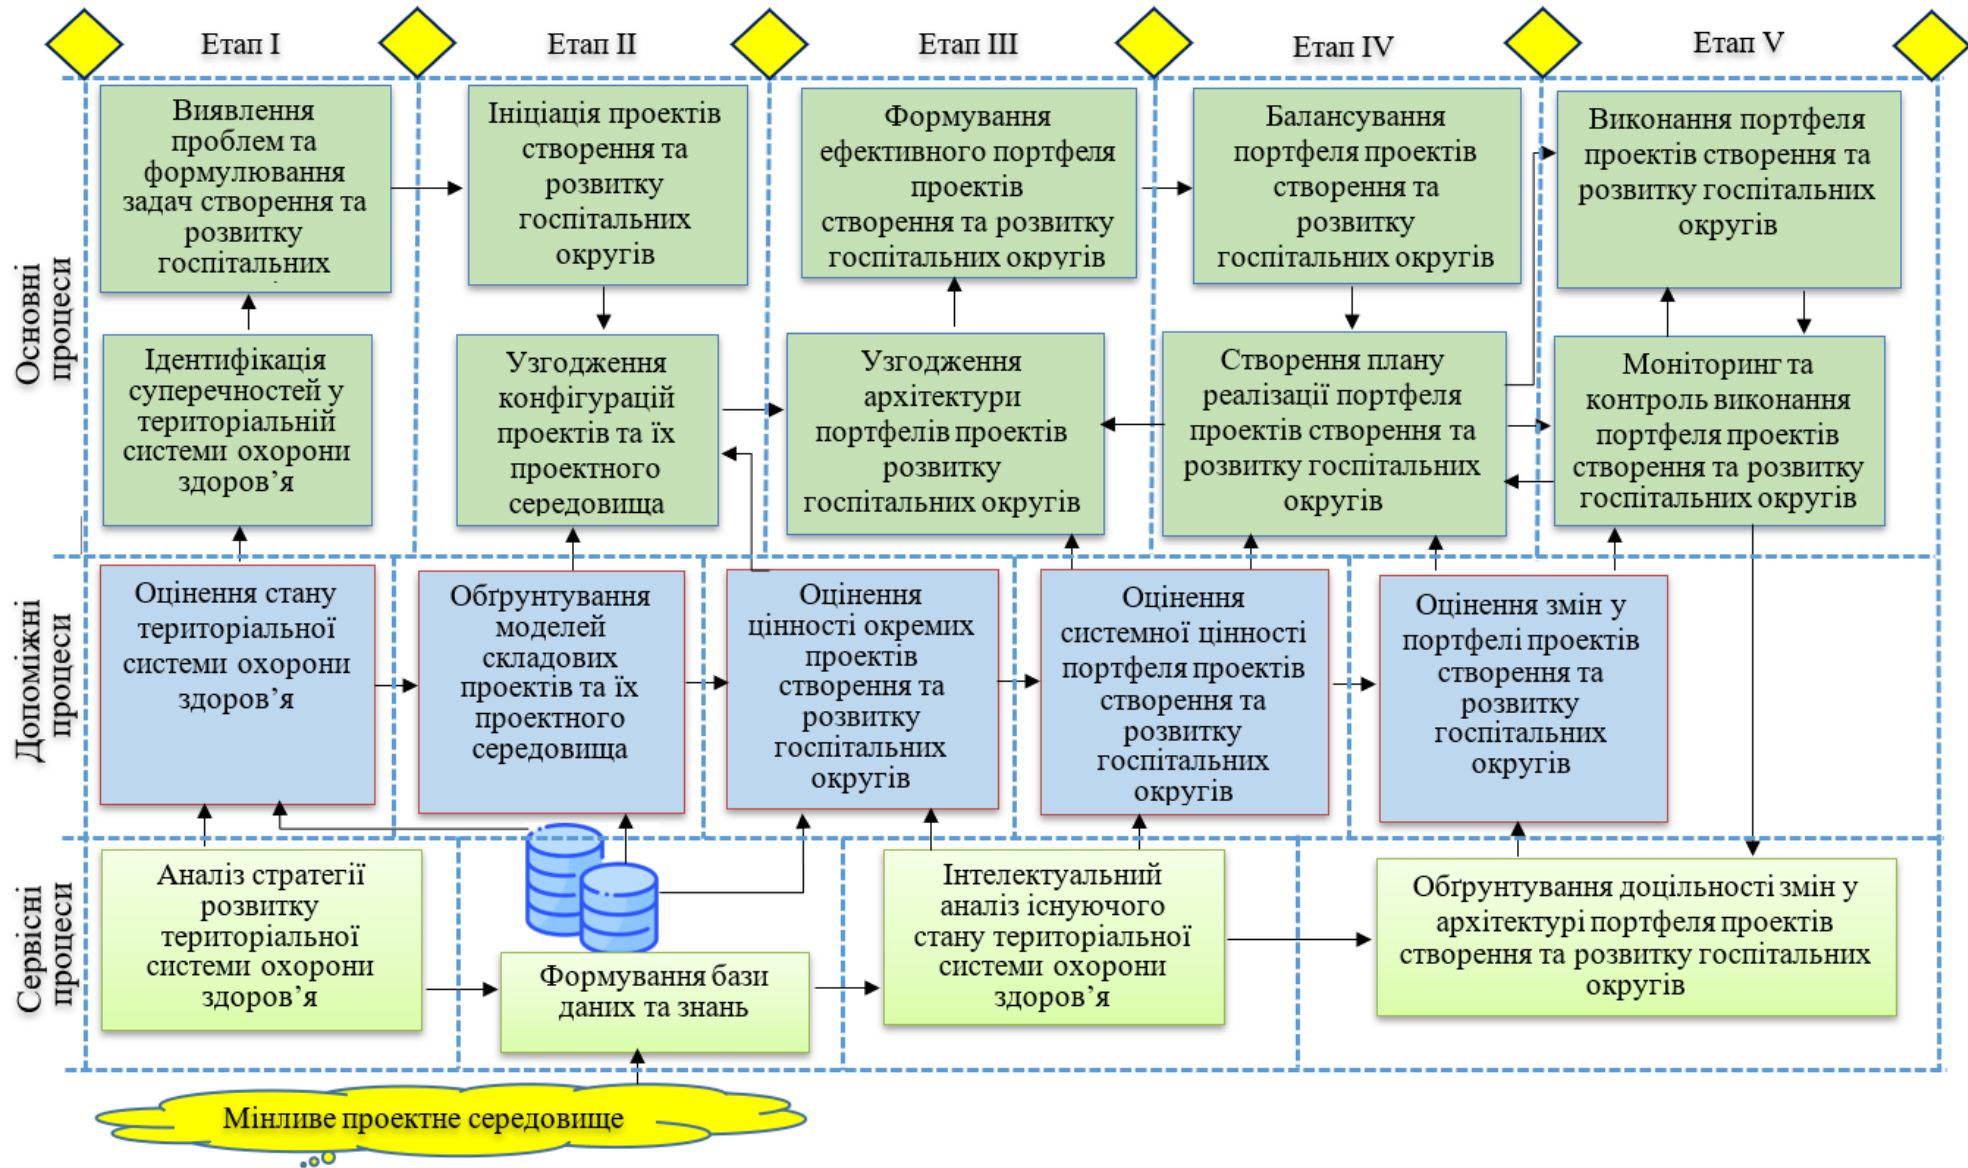 Етап I
Етап II
Етап III
Етап IV
Етап V
Основні
процеси
Виявлення
проблем та
формулювання
задач створення та
розвитку
госпітальних
Ініціація проектів
створення та
розвитку
госпітальних
округів
Формування
ефективного портфеля
проектів
створення та розвитку
госпітальних округів
Балансування
портфеля проектів
створення та
розвитку
госпітальних округів
Виконання портфеля
проектів створення та
розвитку госпітальних
округів
Ідентифікація
суперечностей у
територіальній
системи охорони
здоров’я
Узгодження
конфігурацій
проектів та їх
проектного
середовища
Узгодження
архітектури
портфелів проектів
розвитку
госпітальних округів
Створення плану
реалізації портфеля
проектів створення та
розвитку госпітальних
округів
Моніторинг та
контроль виконання
портфеля проектів
створення та розвитку
госпітальних округів
Допоміжні
процеси
Оцінення стану
територіальної
системи охорони
здоров’я
Обґрунтування
моделей
складових
проектів та їх
проектного
середовища
Оцінення
цінності окремих
проектів
створення та
розвитку
госпітальних
округів
Оцінення
системної цінності
портфеля проектів
створення та
розвитку
госпітальних
округів
Оцінення змін у
портфелі проектів
створення та
розвитку
госпітальних
округів
Сервісні
процеси
Аналіз стратегії
розвитку
територіальної
системи охорони
здоров’я
Формування бази
даних та знань
Інтелектуальний
аналіз існуючого
стану територіальної
системи охорони
здоров’я
Обґрунтування доцільності змін у
архітектурі портфеля проектів
створення та розвитку госпітальних
округів
Мінливе проектне середовище